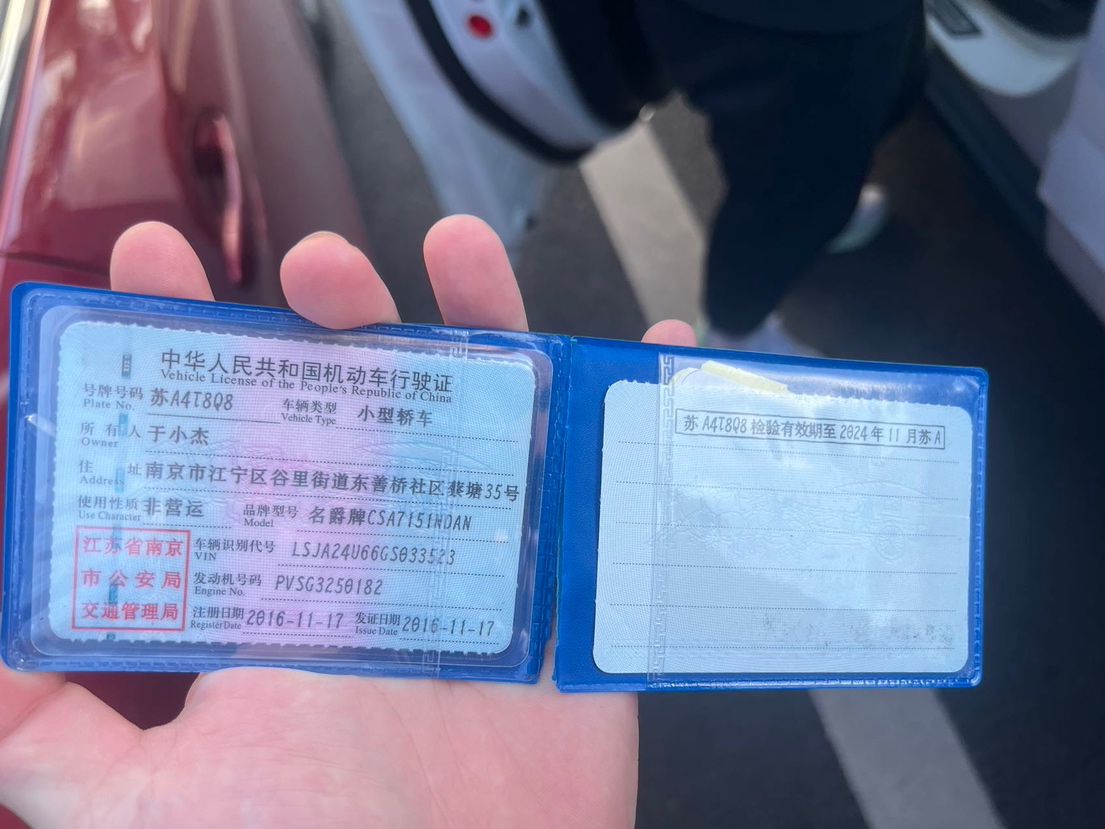 中华人民共和国机动车行驶证
Vehicle License of the People's Republic of China
号牌号码 苏A4T8Q8 车辆类型 小型轿车
Plate No. Vehicle Type
所有人 于小杰
Owner
住址 南京市江宁区谷里街道东善桥社区蔡塘35号
Address
使用性质 非营运 品牌型号 名爵牌CSA7151NDAN
Use Character Model
江苏省南京
市公安局
交通管理局
车辆识别代号 LSJA24U66GS033523
VIN
发动机号码 PVSG3250182
Engine No.
注册日期 2016-11-17 发证日期 2016-11-17
Register Date Issue Date
苏A4T8Q8检验有效期至2024年11月苏A